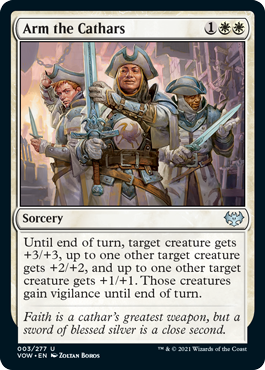 Arm the Cathars 1
Sorcery
Until end of turn, target creature gets
+3/+3, up to one other target creature
gets +2/+2, and up to one other target
creature gets +1/+1. Those creatures
gain vigilance until end of turn.
Faith is a cathar's greatest weapon, but a
sword of blessed silver is a close second.
003/277 U
VOW • EN Zoltan Boros
™ & © 2021 Wizards of the Coast